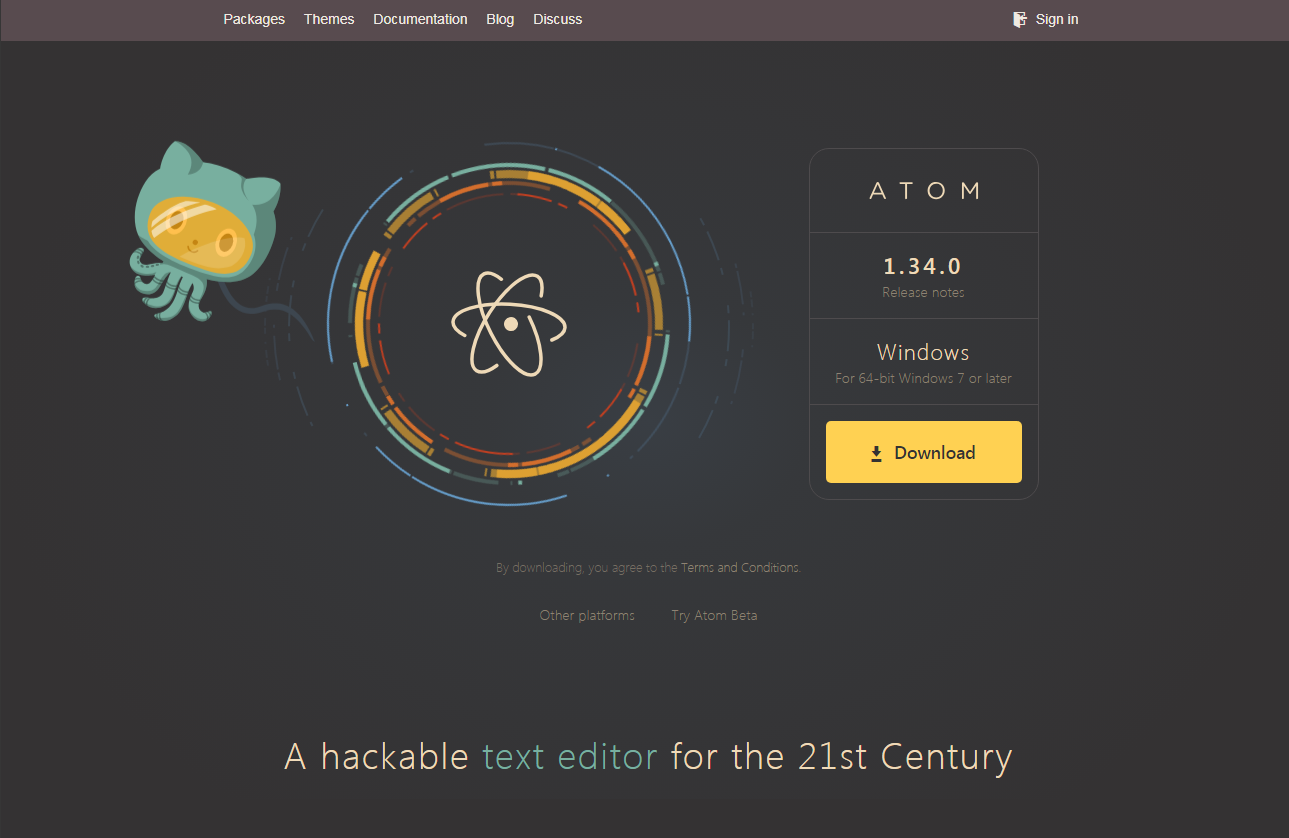 Packages Themes Documentation Blog Discuss Sign in
ATOM
1.34.0
Release notes
Windows
For 64-bit Windows 7 or later
Download
By downloading, you agree to the Terms and Conditions.
Other platforms Try Atom Beta
A hackable text editor for the 21st Century